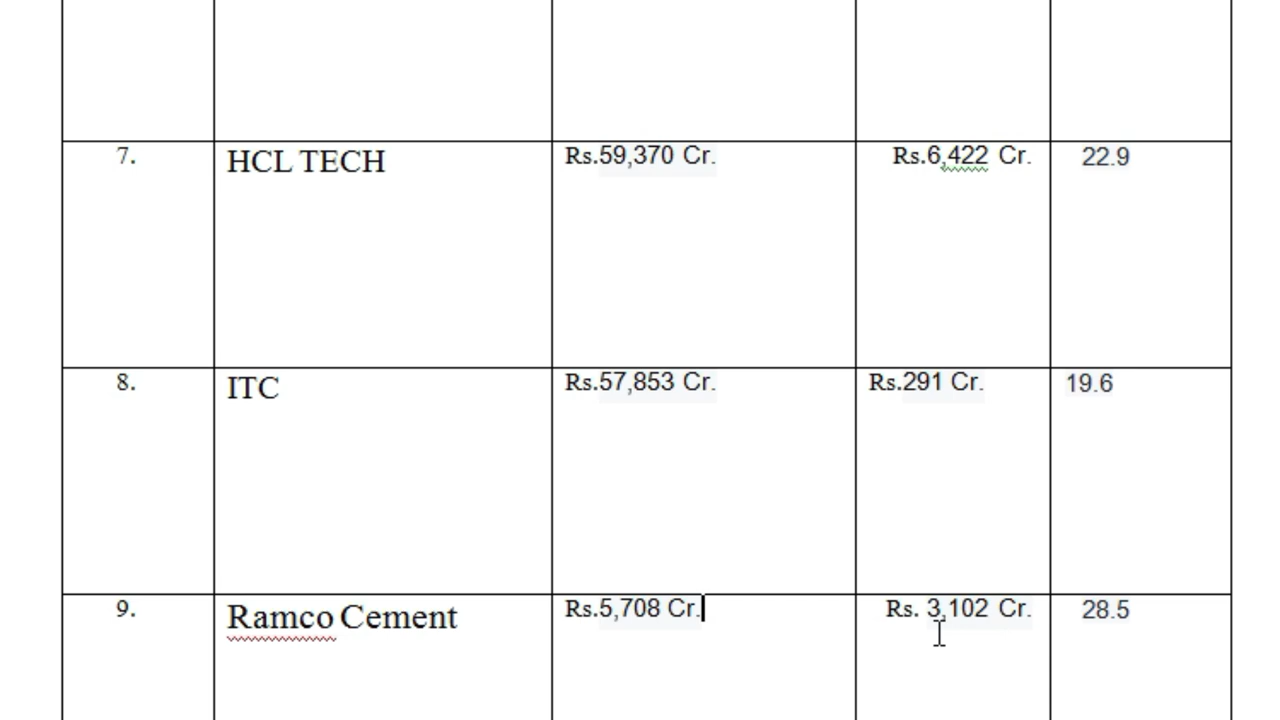 7. HCL TECH Rs.59,370 Cr. Rs.6,422 Cr. 22.9
8. ITC Rs.57,853 Cr. Rs.291 Cr. 19.6
9. Ramco Cement Rs.5,708 Cr. Rs. 3,102 Cr. 28.5